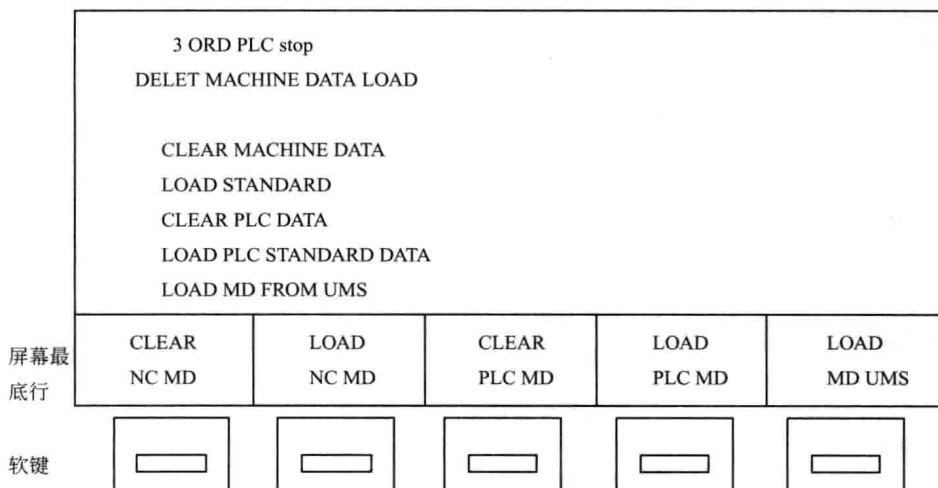 3 ORD PLC stop
DELET MACHINE DATA LOAD
CLEAR MACHINE DATA
LOAD STANDARD
CLEAR PLC DATA
LOAD PLC STANDARD DATA
LOAD MD FROM UMS
屏幕最
底行
CLEAR
NC MD
LOAD
NC MD
CLEAR
PLC MD
LOAD
PLC MD
LOAD
MD UMS
软键